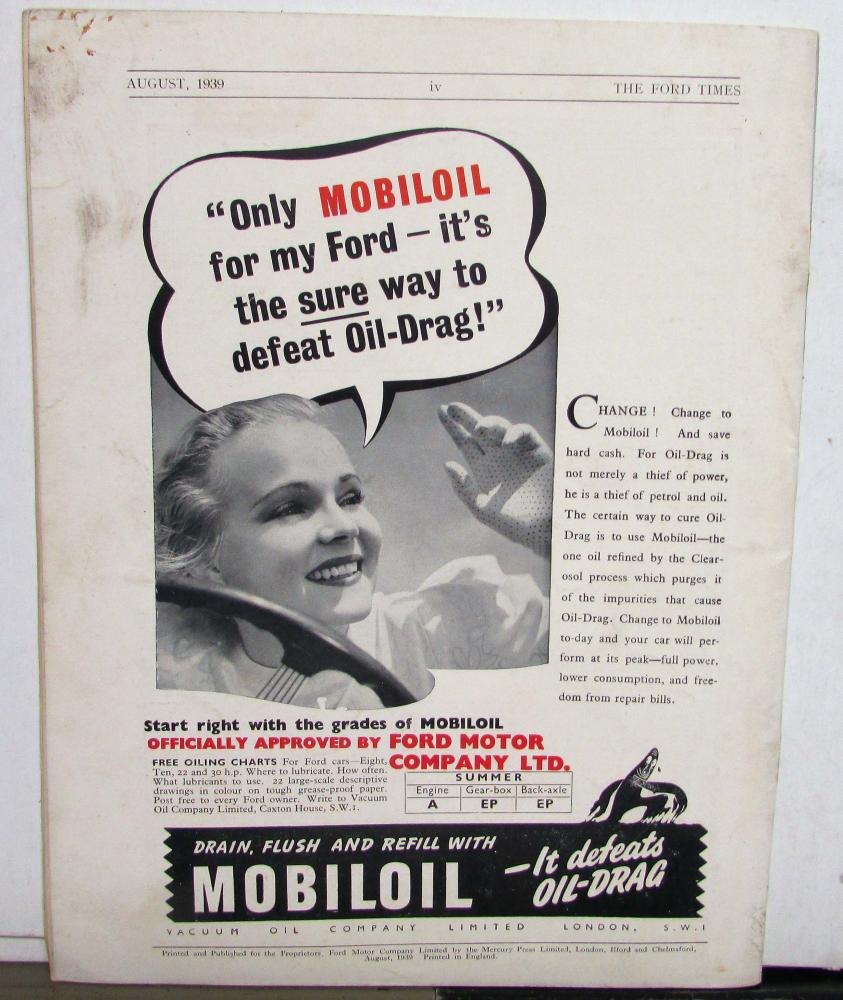 AUGUST, 1939 iv THE FORD TIMES
“Only MOBILOIL
for my Ford – it’s
the sure way to
defeat Oil-Drag!”
CHANGE ! Change to
Mobiloil ! And save
hard cash. For Oil-Drag is
not merely a thief of power,
he is a thief of petrol and oil.
The certain way to cure Oil-
Drag is to use Mobiloil—the
one oil refined by the Clear-
osol process which purges it
of the impurities that cause
Oil-Drag. Change to Mobiloil
to-day and your car will per-
form at its peak—full power,
lower consumption, and free-
dom from repair bills.
Start right with the grades of MOBILOIL
OFFICIALLY APPROVED BY FORD MOTOR
COMPANY LTD.
FREE OILING CHARTS For Ford cars—Eight,
Ten, 22 and 30 h.p. Where to lubricate. How often.
What lubricants to use. 22 large-scale descriptive
drawings in colour on tough grease-proof paper.
Post free to every Ford owner. Write to Vacuum
Oil Company Limited, Caxton House, S.W.1.
SUMMER
Engine Gear-box Back-axle
A EP EP
DRAIN, FLUSH AND REFILL WITH
MOBILOIL
—It defeats
OIL-DRAG
VACUUM OIL COMPANY LIMITED LONDON, S.W.1
Printed and Published for the Proprietors, Ford Motor Company Limited by the Mercury Press Limited, London, Ilford and Chelmsford,
August, 1939 Printed in England.